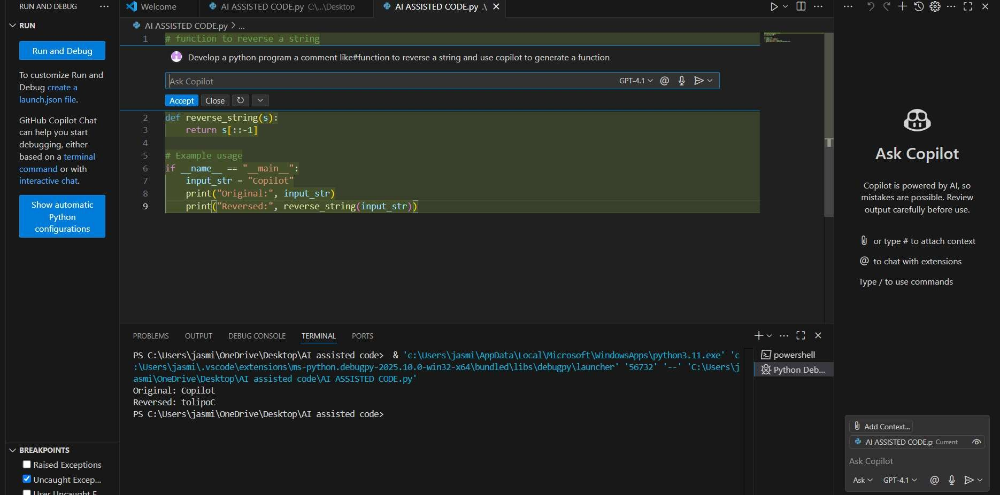 RUN AND DEBUG ...
RUN
Run and Debug
To customize Run and
Debug create a
launch.json file.
GitHub Copilot Chat
can help you start
debugging, either
based on a terminal
command or with
interactive chat.
Show automatic
Python
configurations
BREAKPOINTS
Raised Exceptions
Uncaught Excep...
User Uncaught E
Welcome
AI ASSISTED CODE.py C:\...\Desktop
AI ASSISTED CODE.py .\
AI ASSISTED CODE.py > ...
1 # function to reverse a string
Develop a python program a comment like#function to reverse a string and use copilot to generate a function
Ask Copilot GPT-4.1 @
Accept Close
2 def reverse_string(s):
3 return s[::-1]
4
5 # Example usage
6 if __name__ == "__main__":
7 input_str = "Copilot"
8 print("Original:", input_str)
9 print("Reversed:", reverse_string(input_str))
PROBLEMS OUTPUT DEBUG CONSOLE TERMINAL PORTS
PS C:\Users\jasmi\OneDrive\Desktop\AI assisted code> & 'c:\Users\jasmi\AppData\Local\Microsoft\WindowsApps\python3.11.exe' 'c
:\Users\jasmi\.vscode\extensions\ms-python.debugpy-2025.10.0-win32-x64\bundled\libs\debugpy\launcher' '56732' '--' 'C:\Users\j
asmi\OneDrive\Desktop\AI assisted code\AI ASSISTED CODE.py'
Original: Copilot
Reversed: tolipoC
PS C:\Users\jasmi\OneDrive\Desktop\AI assisted code>
powershell
Python Deb...
Ask Copilot
Copilot is powered by AI, so
mistakes are possible. Review
output carefully before use.
or type # to attach context
@ to chat with extensions
Type / to use commands
Add Context...
AI ASSISTED CODE.py Current
Ask Copilot
Ask GPT-4.1 @